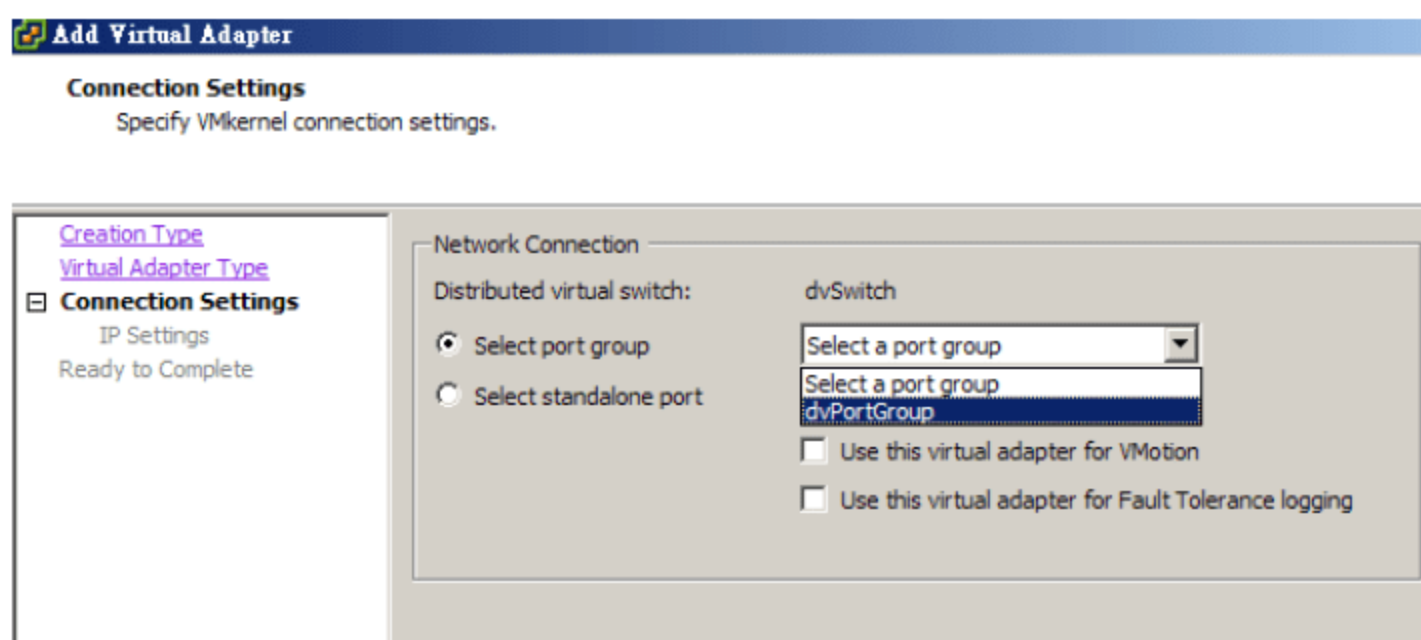 Add Virtual Adapter
Connection Settings
Specify VMkernel connection settings.
Creation Type
Virtual Adapter Type
Connection Settings
IP Settings
Ready to Complete
Network Connection
Distributed virtual switch: dvSwitch
Select port group Select a port group
Select a port group
Select standalone port
dvPortGroup
Use this virtual adapter for VMotion
Use this virtual adapter for Fault Tolerance logging